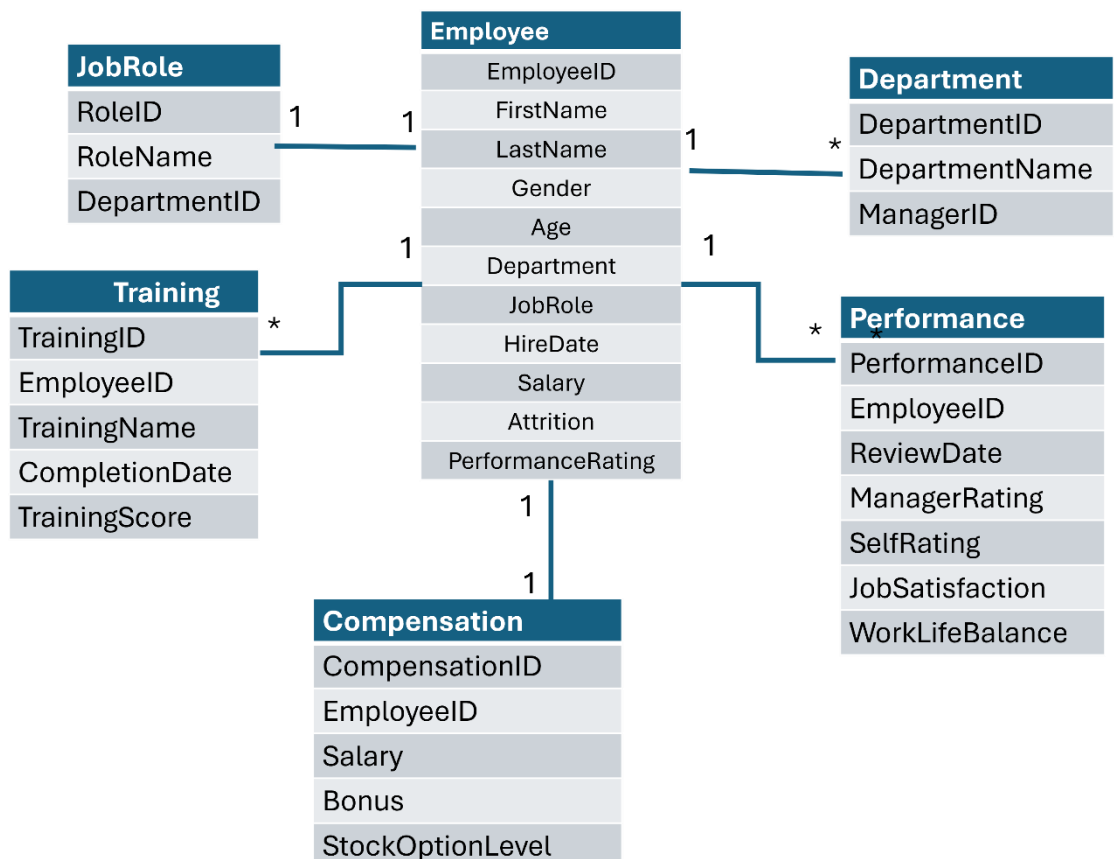 JobRole
RoleID
RoleName
DepartmentID
1
1
Employee
EmployeeID
FirstName
LastName
Gender
Age
Department
JobRole
HireDate
Salary
Attrition
PerformanceRating
1
*
Department
DepartmentID
DepartmentName
ManagerID
1
*
Training
TrainingID
EmployeeID
TrainingName
CompletionDate
TrainingScore
1
*
Performance
*
PerformanceID
EmployeeID
ReviewDate
ManagerRating
SelfRating
JobSatisfaction
WorkLifeBalance
1
1
Compensation
CompensationID
EmployeeID
Salary
Bonus
StockOptionLevel